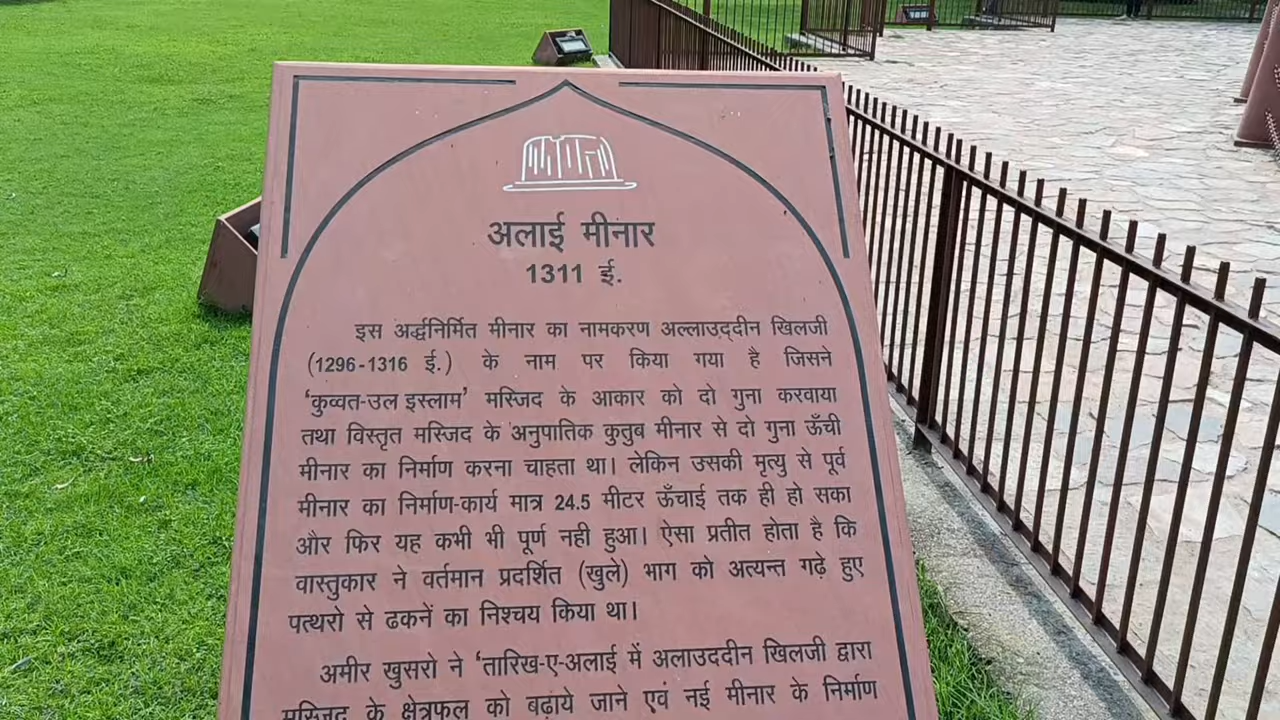 अलाई मीनार
1311 ई.
इस अर्द्धनिर्मित मीनार का नामकरण अल्लाउद्दीन खिलजी
(1296-1316 ई.) के नाम पर किया गया है जिसने
‘कुव्वत-उल इस्लाम’ मस्जिद के आकार को दो गुना करवाया
तथा विस्तृत मस्जिद के अनुपातिक कुतुब मीनार से दो गुना ऊँची
मीनार का निर्माण करना चाहता था। लेकिन उसकी मृत्यु से पूर्व
मीनार का निर्माण-कार्य मात्र 24.5 मीटर ऊँचाई तक ही हो सका
और फिर यह कभी भी पूर्ण नही हुआ। ऐसा प्रतीत होता है कि
वास्तुकार ने वर्तमान प्रदर्शित (खुले) भाग को अत्यन्त गढ़े हुए
पत्थरो से ढकनें का निश्चय किया था।
अमीर खुसरो ने ‘तारिख-ए-अलाई में अलाउददीन खिलजी द्वारा
मस्जिद के क्षेत्रफल को बढ़ाये जाने एवं नई मीनार के निर्माण